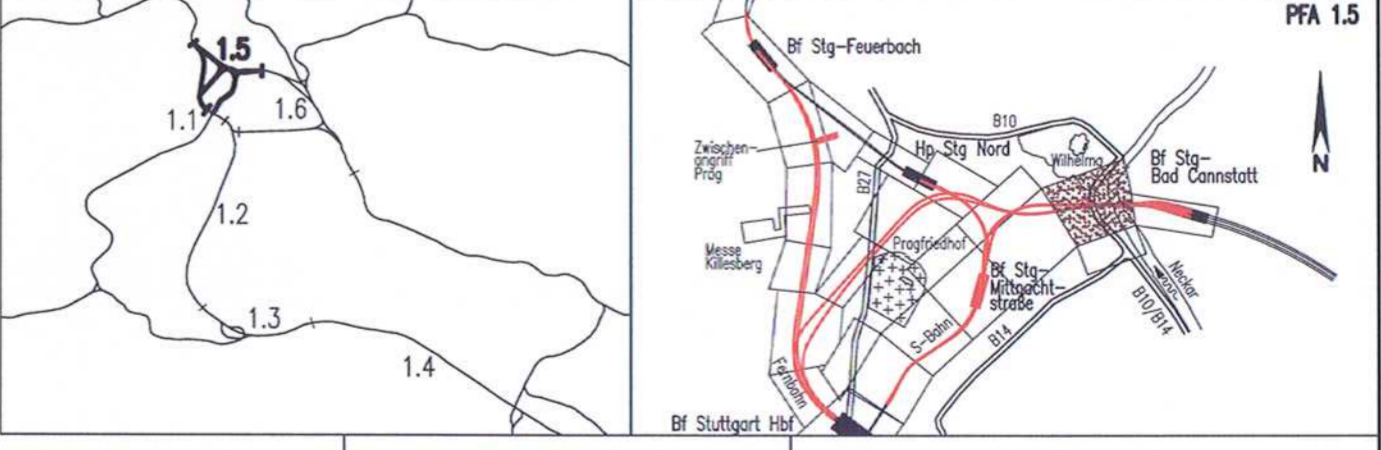 1.5
1.1
1.6
1.2
1.3
1.4
PFA 1.5
Bf Stg-Feuerbach
B10
Zwischen-
angriff
Prag
Hp Stg Nord
Wilhelma
Bf Stg-
Bad Cannstatt
B27
N
Messe
Killesberg
Pragfriedhof
Bf Stg-
Mittnacht-
straße
Neckar
B10/B14
S-Bahn
B14
Fernbahn
Bf Stuttgart Hbf